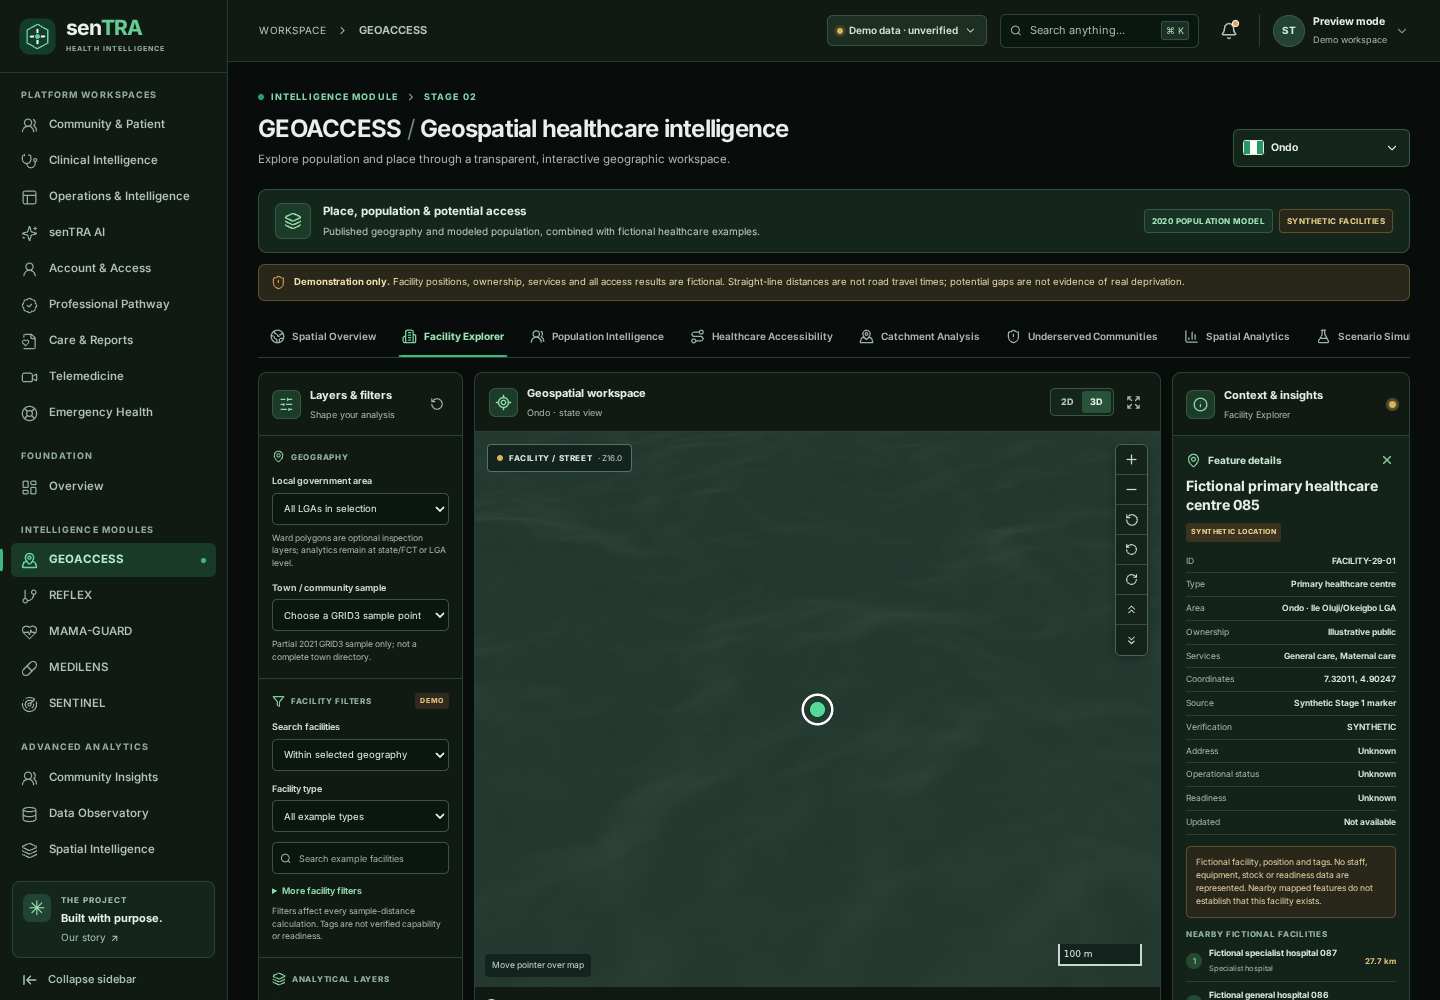 senTRA
HEALTH INTELLIGENCE
PLATFORM WORKSPACES
Community & Patient
Clinical Intelligence
Operations & Intelligence
senTRA AI
Account & Access
Professional Pathway
Care & Reports
Telemedicine
Emergency Health
FOUNDATION
Overview
INTELLIGENCE MODULES
GEOACCESS
REFLEX
MAMA-GUARD
MEDILENS
SENTINEL
ADVANCED ANALYTICS
Community Insights
Data Observatory
Spatial Intelligence
THE PROJECT
Built with purpose.
Our story
Collapse sidebar
WORKSPACE > GEOACCESS
Demo data · unverified
Search anything...
⌘ K
ST
Preview mode
Demo workspace
INTELLIGENCE MODULE > STAGE 02
GEOACCESS / Geospatial healthcare intelligence
Explore population and place through a transparent, interactive geographic workspace.
Ondo
Place, population & potential access
Published geography and modeled population, combined with fictional healthcare examples.
2020 POPULATION MODEL
SYNTHETIC FACILITIES
Demonstration only. Facility positions, ownership, services and all access results are fictional. Straight-line distances are not road travel times; potential gaps are not evidence of real deprivation.
Spatial Overview
Facility Explorer
Population Intelligence
Healthcare Accessibility
Catchment Analysis
Underserved Communities
Spatial Analytics
Scenario Simul
Layers & filters
Shape your analysis
GEOGRAPHY
Local government area
All LGAs in selection
Ward polygons are optional inspection
layers; analytics remain at state/FCT or LGA
level.
Town / community sample
Choose a GRID3 sample point
Partial 2021 GRID3 sample only; not a
complete town directory.
FACILITY FILTERS
DEMO
Search facilities
Within selected geography
Facility type
All example types
Search example facilities
More facility filters
Filters affect every sample-distance
calculation. Tags are not verified capability
or readiness.
ANALYTICAL LAYERS
Geospatial workspace
Ondo · state view
2D
3D
FACILITY / STREET · Z16.0
100 m
Move pointer over map
Context & insights
Facility Explorer
Feature details
Fictional primary healthcare
centre 085
SYNTHETIC LOCATION
ID FACILITY-29-01
Type Primary healthcare centre
Area Ondo · Ile Oluji/Okeigbo LGA
Ownership Illustrative public
Services General care, Maternal care
Coordinates 7.32011, 4.90247
Source Synthetic Stage 1 marker
Verification SYNTHETIC
Address Unknown
Operational status Unknown
Readiness Unknown
Updated Not available
Fictional facility, position and tags. No staff,
equipment, stock or readiness data are
represented. Nearby mapped features do not
establish that this facility exists.
NEARBY FICTIONAL FACILITIES
1 Fictional specialist hospital 087
Specialist hospital
27.7 km
Fictional general hospital 086